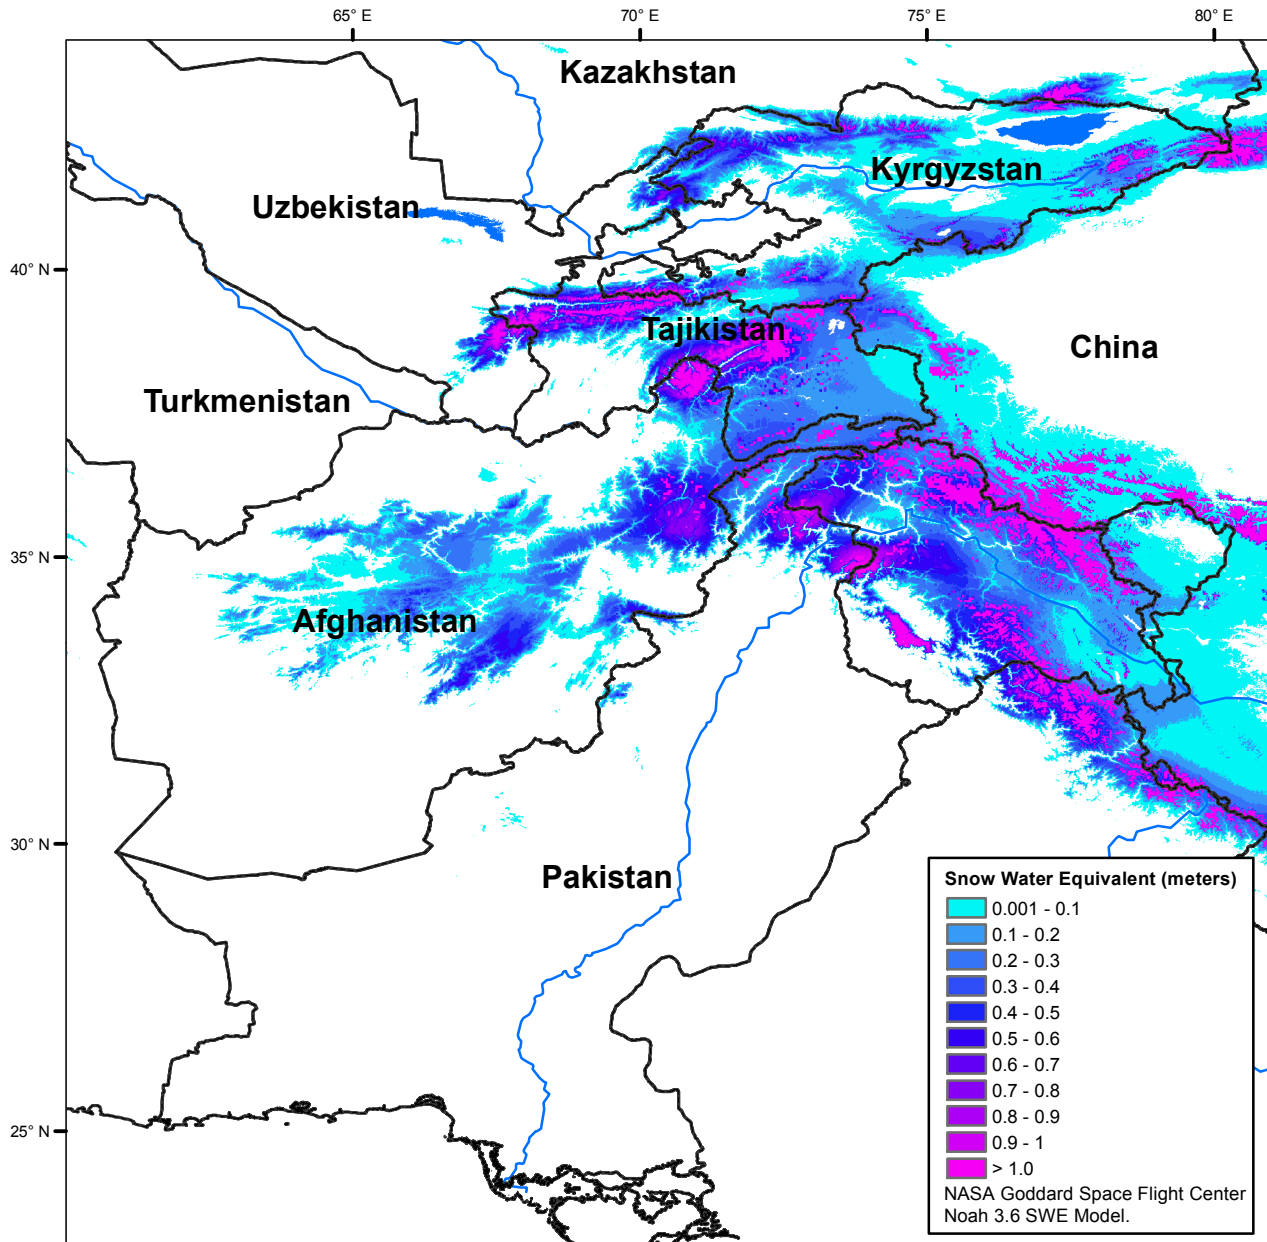 65° E
70° E
75° E
80° E
Kazakhstan
Kyrgyzstan
Uzbekistan
40° N
Tajikistan
China
Turkmenistan
35° N
Afghanistan
30° N
Pakistan
25° N
Snow Water Equivalent (meters)
0.001 - 0.1
0.1 - 0.2
0.2 - 0.3
0.3 - 0.4
0.4 - 0.5
0.5 - 0.6
0.6 - 0.7
0.7 - 0.8
0.8 - 0.9
0.9 - 1
> 1.0
NASA Goddard Space Flight Center
Noah 3.6 SWE Model.